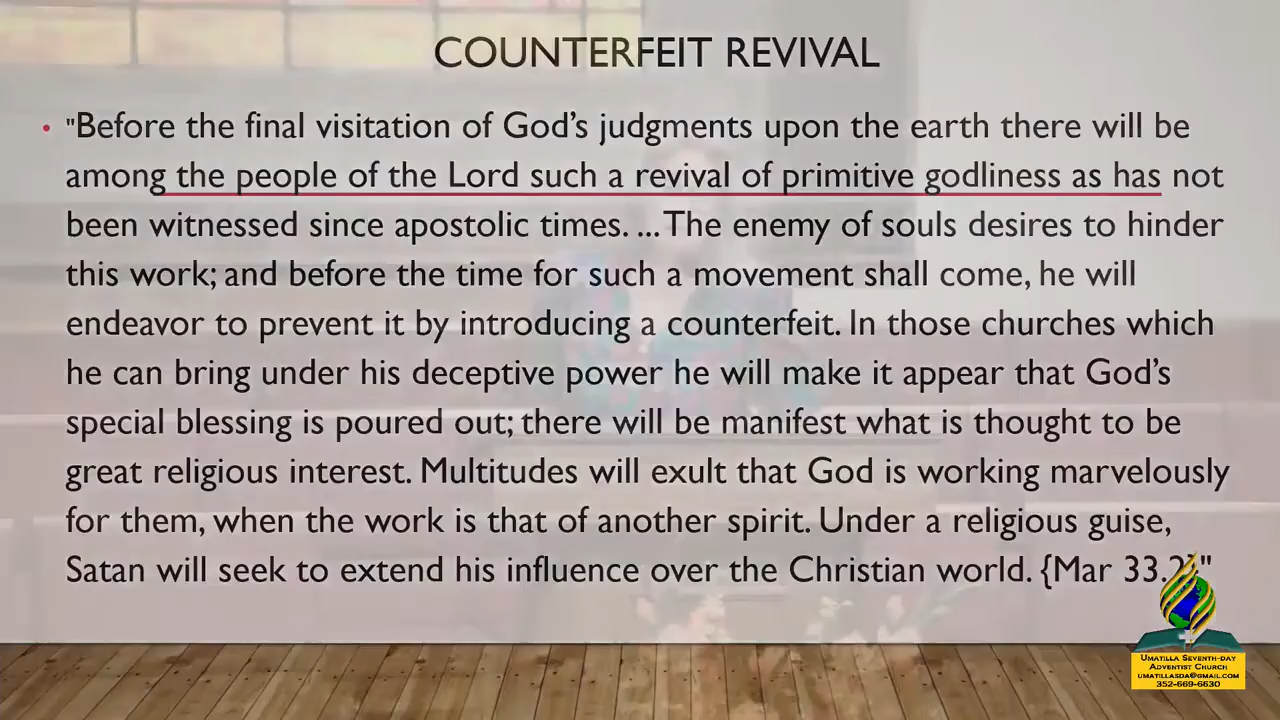 COUNTERFEIT REVIVAL
• "Before the final visitation of God's judgments upon the earth there will be
among the people of the Lord such a revival of primitive godliness as has not
been witnessed since apostolic times. ... The enemy of souls desires to hinder
this work; and before the time for such a movement shall come, he will
endeavor to prevent it by introducing a counterfeit. In those churches which
he can bring under his deceptive power he will make it appear that God's
special blessing is poured out; there will be manifest what is thought to be
great religious interest. Multitudes will exult that God is working marvelously
for them, when the work is that of another spirit. Under a religious guise,
Satan will seek to extend his influence over the Christian world. {Mar 33.2}"
UMATILLA SEVENTH-DAY
ADVENTIST CHURCH
UMATILLASDA@GMAIL.COM
352-669-6630